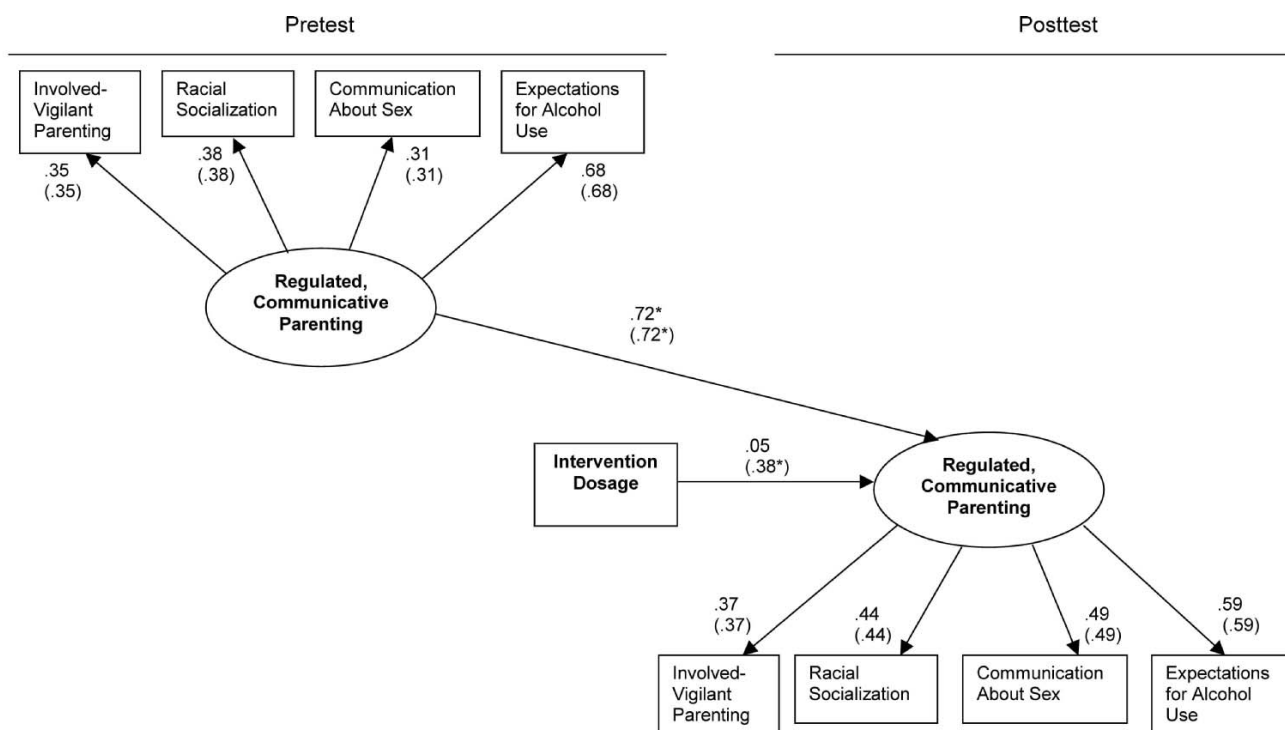 Pretest
Posttest
Involved-
Vigilant
Parenting
Racial
Socialization
Communication
About Sex
Expectations
for Alcohol
Use
.35
(.35)
.38
(.38)
.31
(.31)
.68
(.68)
Regulated,
Communicative
Parenting
.72*
(.72*)
Intervention
Dosage
.05
(.38*)
Regulated,
Communicative
Parenting
.37
(.37)
.44
(.44)
.49
(.49)
.59
(.59)
Involved-
Vigilant
Parenting
Racial
Socialization
Communication
About Sex
Expectations
for Alcohol
Use